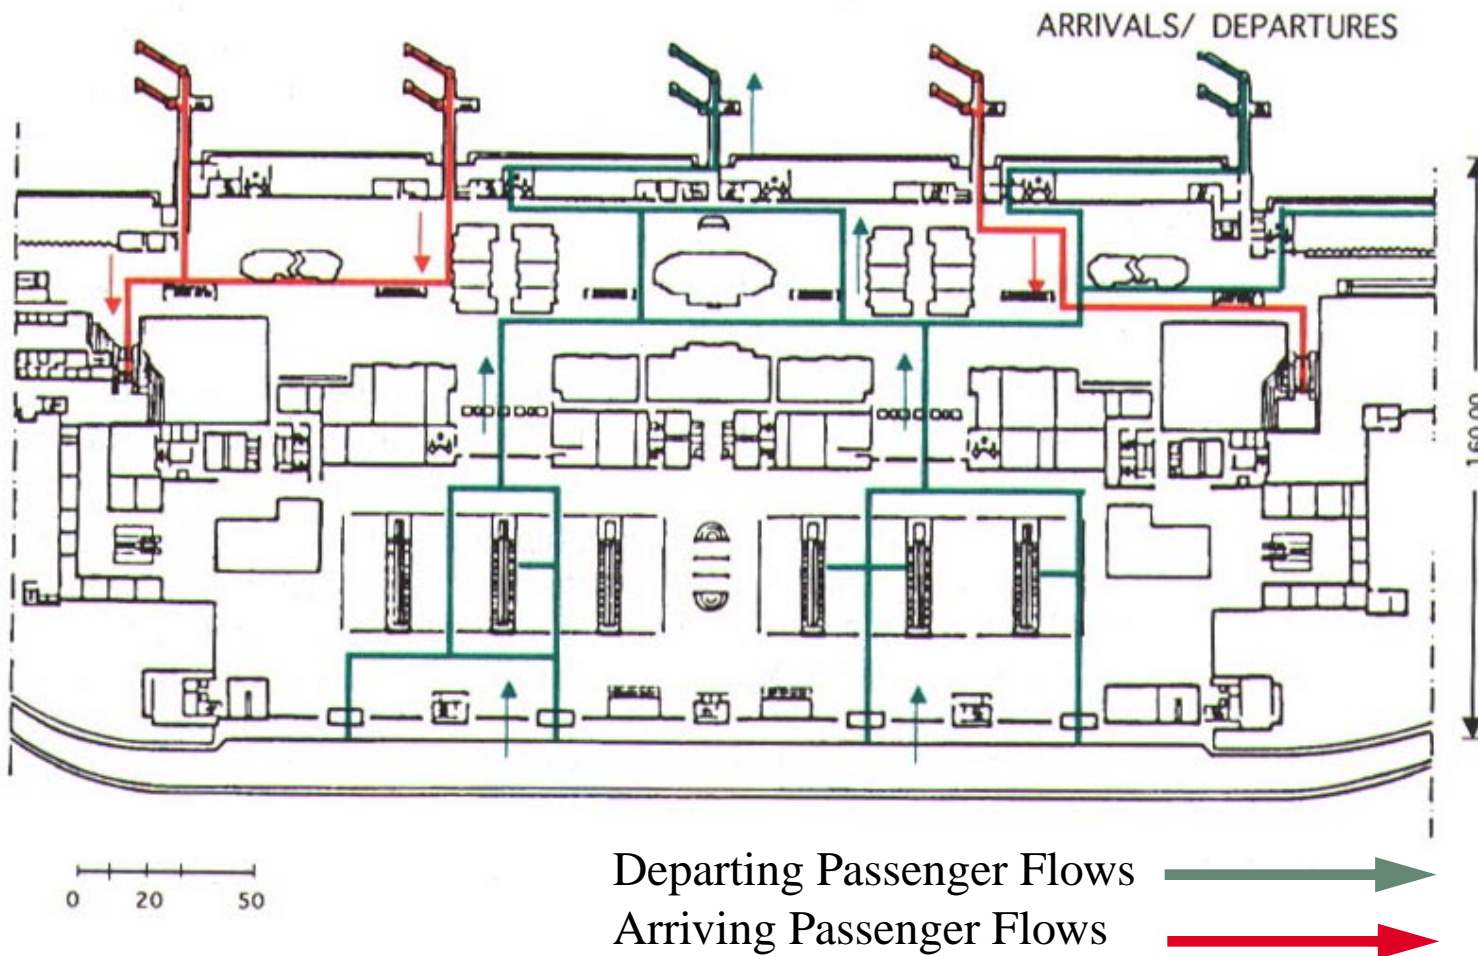 ARRIVALS/ DEPARTURES
160.00
0 20 50
Departing Passenger Flows
Arriving Passenger Flows